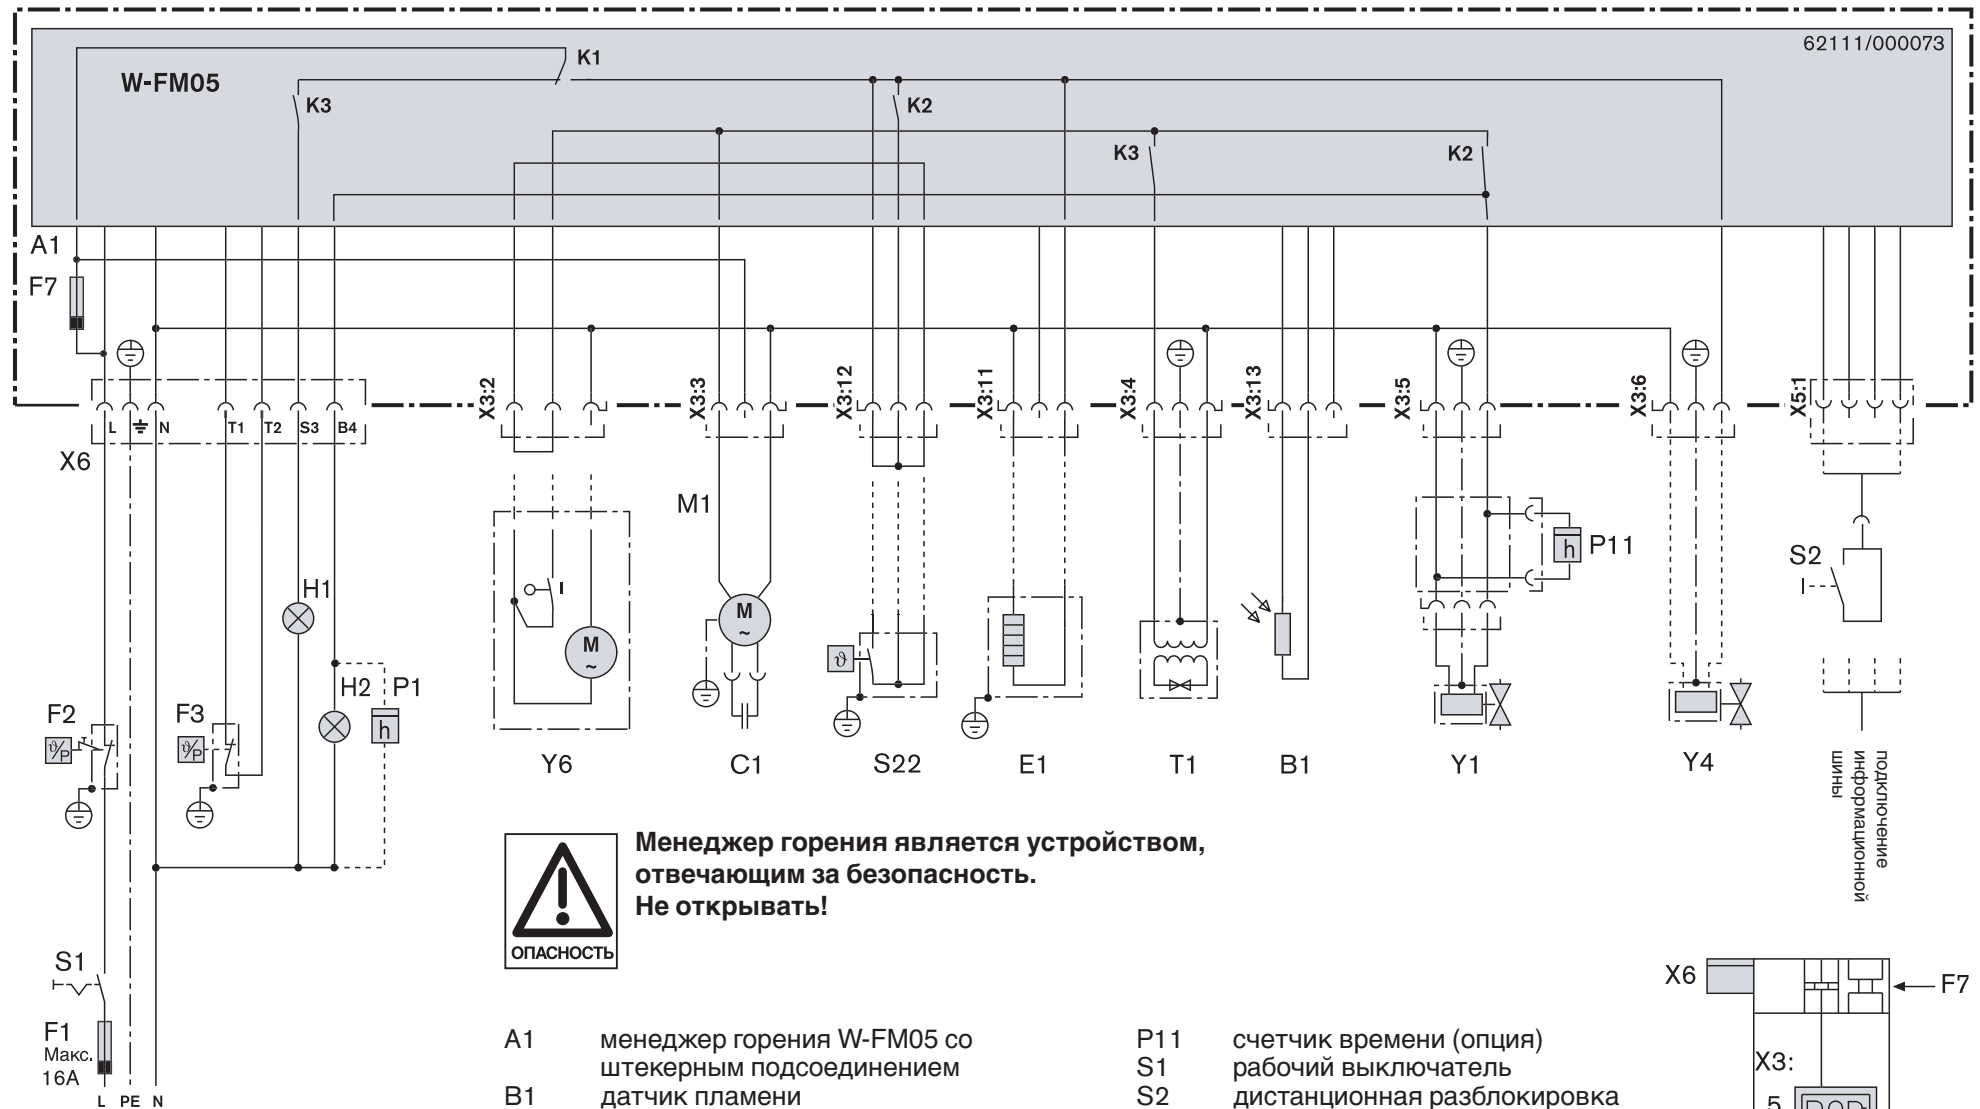 62111/000073
W-FM05
K1
K3
K2
K3
K2
A1
F7
X3:2
X3:3
X3:12
X3:11
X3:4
X3:13
X3:5
X3:6
X5:1
L
N
T1
T2
S3
B4
X6
M1
M
~
I
M
~
H1
H2
P1
h
F2
F3
ϑ/P
ϑ/P
ϑ
h
P11
S2
I
Y6
C1
S22
E1
T1
B1
Y1
Y4
подключение
информационной
шины
ОПАСНОСТЬ
Менеджер горения является устройством,
отвечающим за безопасность.
Не открывать!
S1
F1
Макс.
16A
L PE N
A1 менеджер горения W-FM05 со
штекерным подсоединением
B1 датчик пламени
P11 счетчик времени (опция)
S1 рабочий выключатель
S2 дистанционная разблокировка
X6
F7
X3:
5